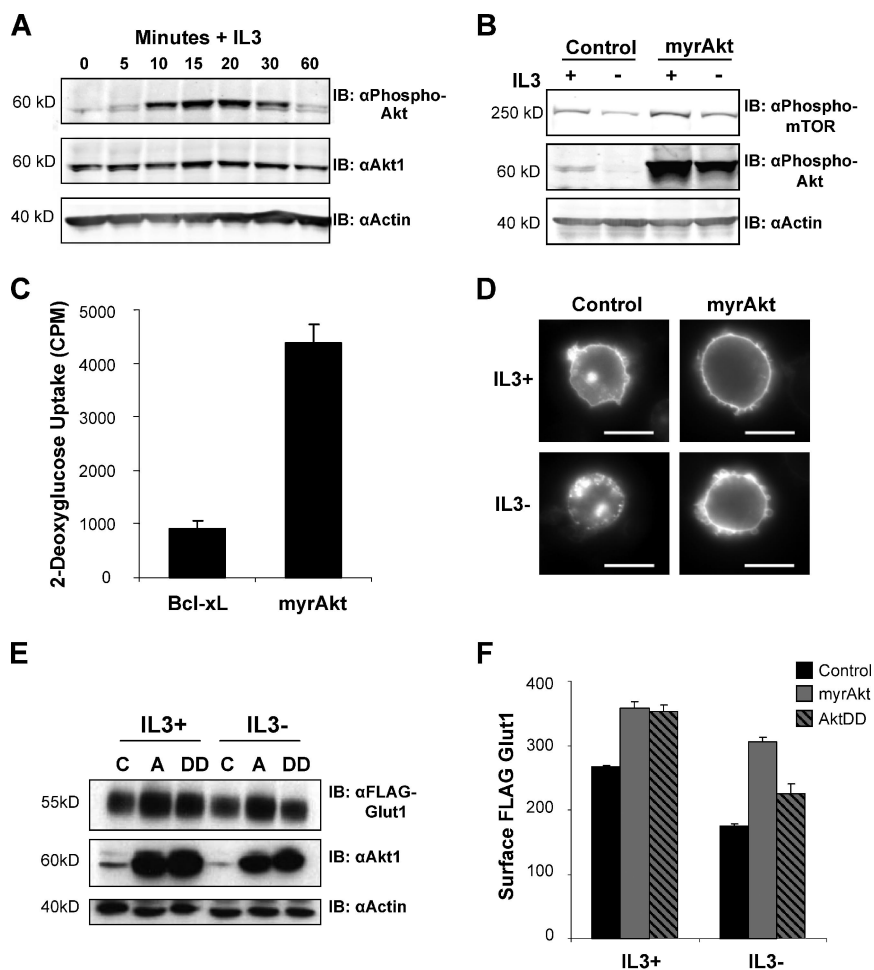 A
Minutes + IL3
0 5 10 15 20 30 60
60 kD
IB: αPhospho-
Akt
60 kD
IB: αAkt1
40 kD
IB: αActin
B
Control myrAkt
IL3 + - + -
250 kD
IB: αPhospho-
mTOR
60 kD
IB: αPhospho-
Akt
40 kD
IB: αActin
C
2-Deoxyglucose Uptake (CPM)
5000
4000
3000
2000
1000
0
Bcl-xL myrAkt
D
Control myrAkt
IL3+
IL3-
E
IL3+ IL3-
C A DD C A DD
55kD
IB: αFLAG-
Glut1
60kD
IB: αAkt1
40kD
IB: αActin
F
Surface FLAG Glut1
400
300
200
100
0
IL3+ IL3-
Control
myrAkt
AktDD